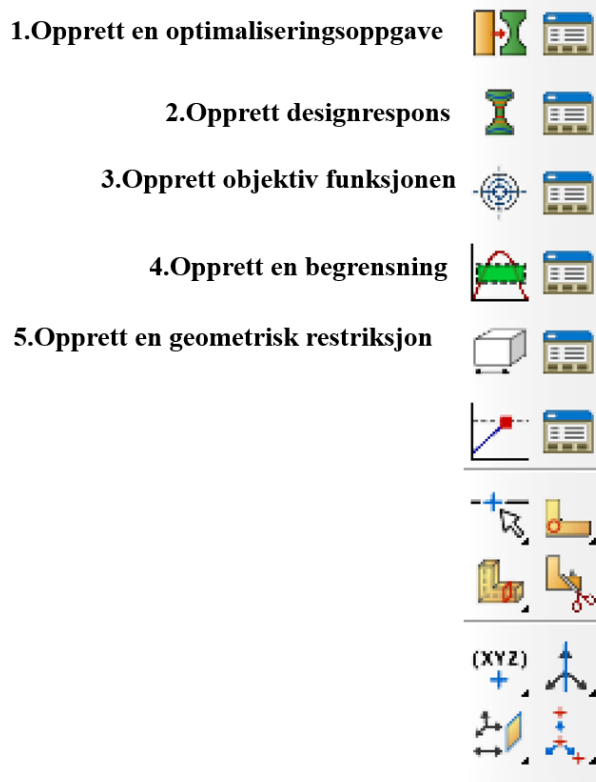 1.Opprett en optimaliseringsoppgave
2.Opprett designrespons
3.Opprett objektiv funksjonen
4.Opprett en begrensning
5.Opprett en geometrisk restriksjon
(XYZ)